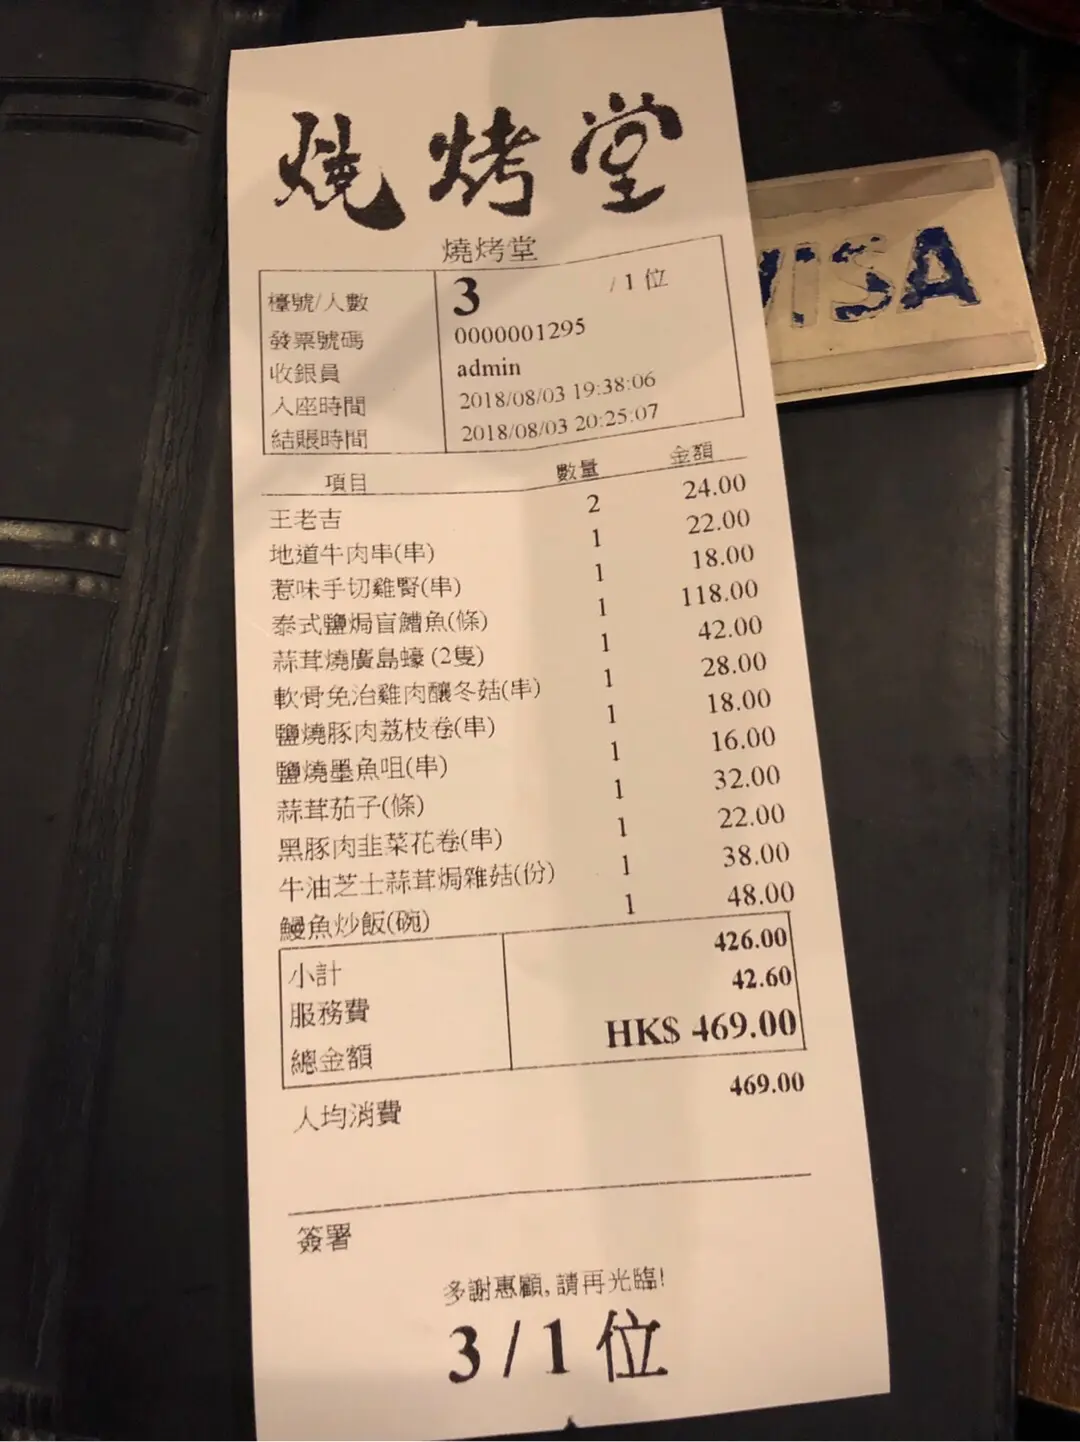 燒烤堂
VISA
燒烤堂
檯號/人數 3 /1位
發票號碼 0000001295
收銀員 admin
入座時間 2018/08/03 19:38:06
結賬時間 2018/08/03 20:25:07
項目 數量 金額
王老吉 2 24.00
地道牛肉串(串) 1 22.00
惹味手切雞腎(串) 1 18.00
泰式鹽焗盲鰽魚(條) 1 118.00
蒜茸燒廣島蠔 (2隻) 1 42.00
軟骨免治雞肉釀冬菇(串) 1 28.00
鹽燒豚肉荔枝卷(串) 1 18.00
鹽燒墨魚咀(串) 1 16.00
蒜茸茄子(條) 1 32.00
黑豚肉韭菜花卷(串) 1 22.00
牛油芝士蒜茸焗雜菇(份) 1 38.00
鰻魚炒飯(碗) 1 48.00
小計 426.00
服務費 42.60
總金額 HK$ 469.00
人均消費 469.00
簽署
多謝惠顧, 請再光臨!
3 / 1 位